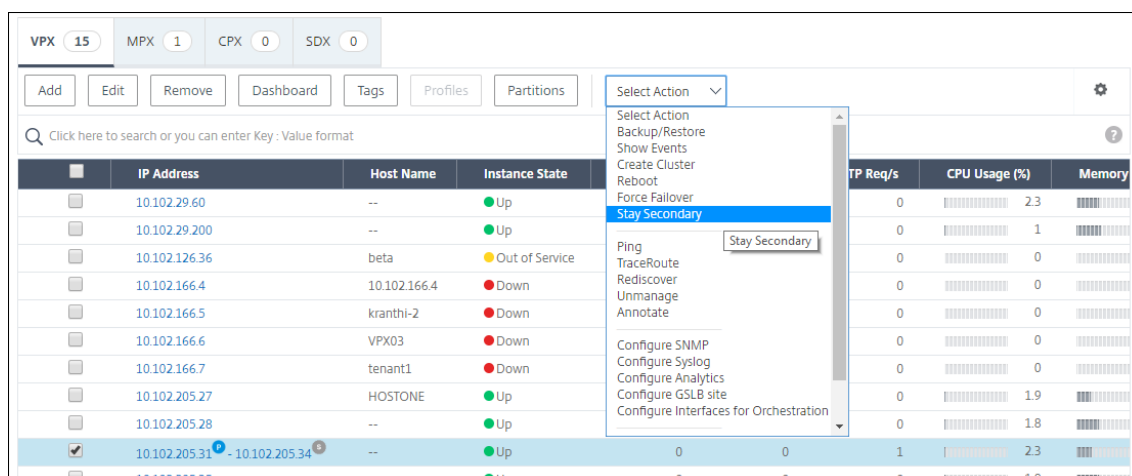 VPX 15 MPX 1 CPX 0 SDX 0
Add Edit Remove Dashboard Tags Profiles Partitions Select Action
Click here to search or you can enter Key : Value format ?
Select Action
Backup/Restore
Show Events
Create Cluster
Reboot
Force Failover
Stay Secondary
Stay Secondary
Ping
TraceRoute
Rediscover
Unmanage
Annotate
Configure SNMP
Configure Syslog
Configure Analytics
Configure GSLB site
Configure Interfaces for Orchestration
IP Address Host Name Instance State TP Req/s CPU Usage (%) Memory
10.102.29.60 -- Up 0 2.3
10.102.29.200 -- Up 0 1
10.102.126.36 beta Out of Service 0 0
10.102.166.4 10.102.166.4 Down 0 0
10.102.166.5 kranthi-2 Down 0 0
10.102.166.6 VPX03 Down 0 0
10.102.166.7 tenant1 Down 0 0
10.102.205.27 HOSTONE Up 0 1.9
10.102.205.28 -- Up 0 1.8
10.102.205.31 P - 10.102.205.34 S -- Up 0 0 1 2.3